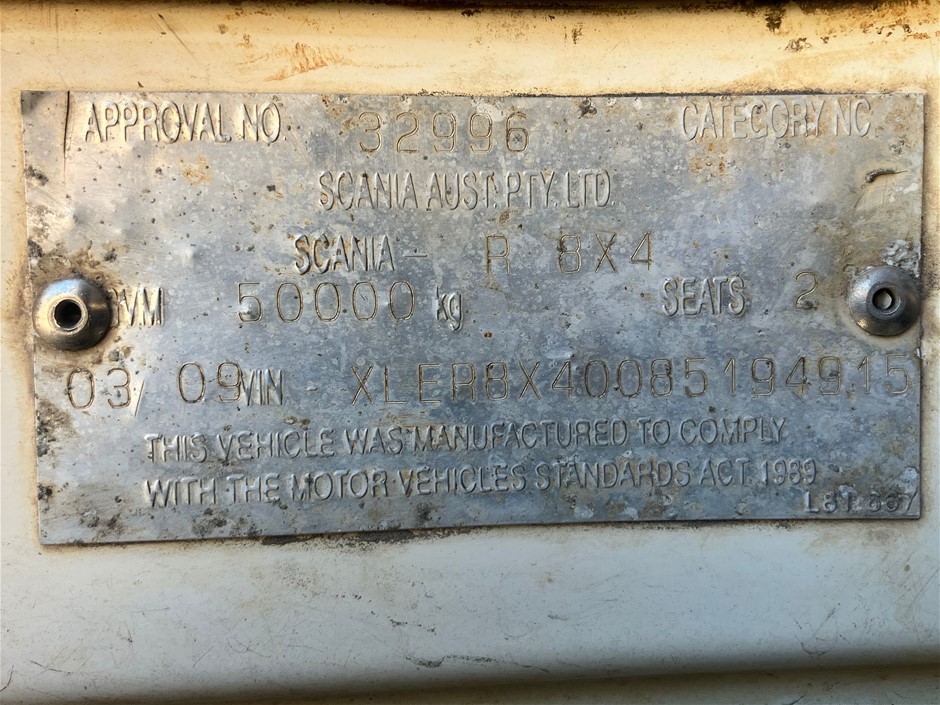 APPROVAL NO 32996 CATEGORY NC
SCANIA AUST. PTY. LTD.
SCANIA - R 8X4
VM 50000 kg SEATS 2
03/ 09 VIN - XLER8X40085194915
THIS VEHICLE WAS MANUFACTURED TO COMPLY
WITH THE MOTOR VEHICLES STANDARDS ACT 1989